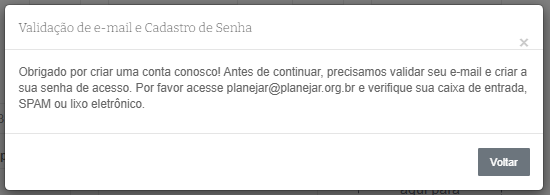 Validação de e-mail e Cadastro de Senha
×
Obrigado por criar uma conta conosco! Antes de continuar, precisamos validar seu e-mail e criar a
sua senha de acesso. Por favor acesse planejar@planejar.org.br e verifique sua caixa de entrada,
SPAM ou lixo eletrônico.
Voltar